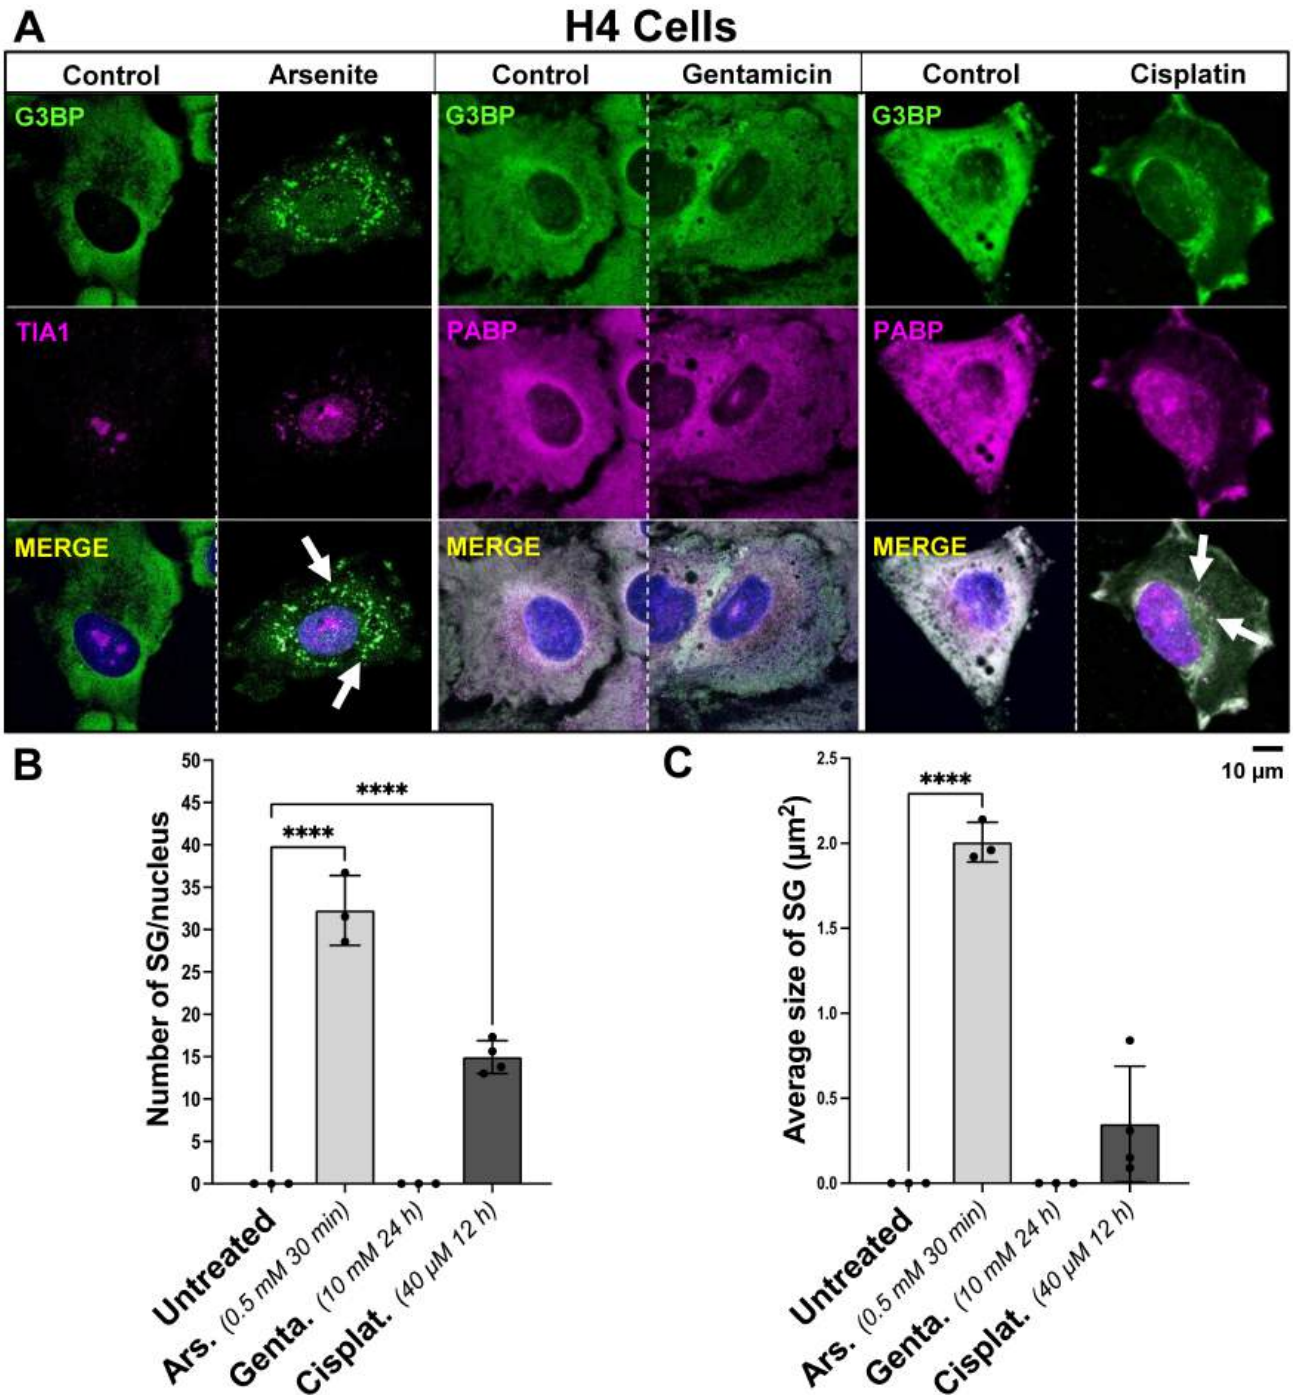 A
H4 Cells
Control Arsenite Control Gentamicin Control Cisplatin
G3BP G3BP G3BP
TIA1 PABP PABP
MERGE MERGE MERGE
B
Number of SG/nucleus
50
45
40
35
30
25
20
15
10
5
0
****
****
Untreated
Ars. (0.5 mM 30 min)
Genta. (10 mM 24 h)
Cisplat. (40 µM 12 h)
C
10 µm
Average size of SG (µm²)
2.5
2.0
1.5
1.0
0.5
0.0
****
Untreated
Ars. (0.5 mM 30 min)
Genta. (10 mM 24 h)
Cisplat. (40 µM 12 h)